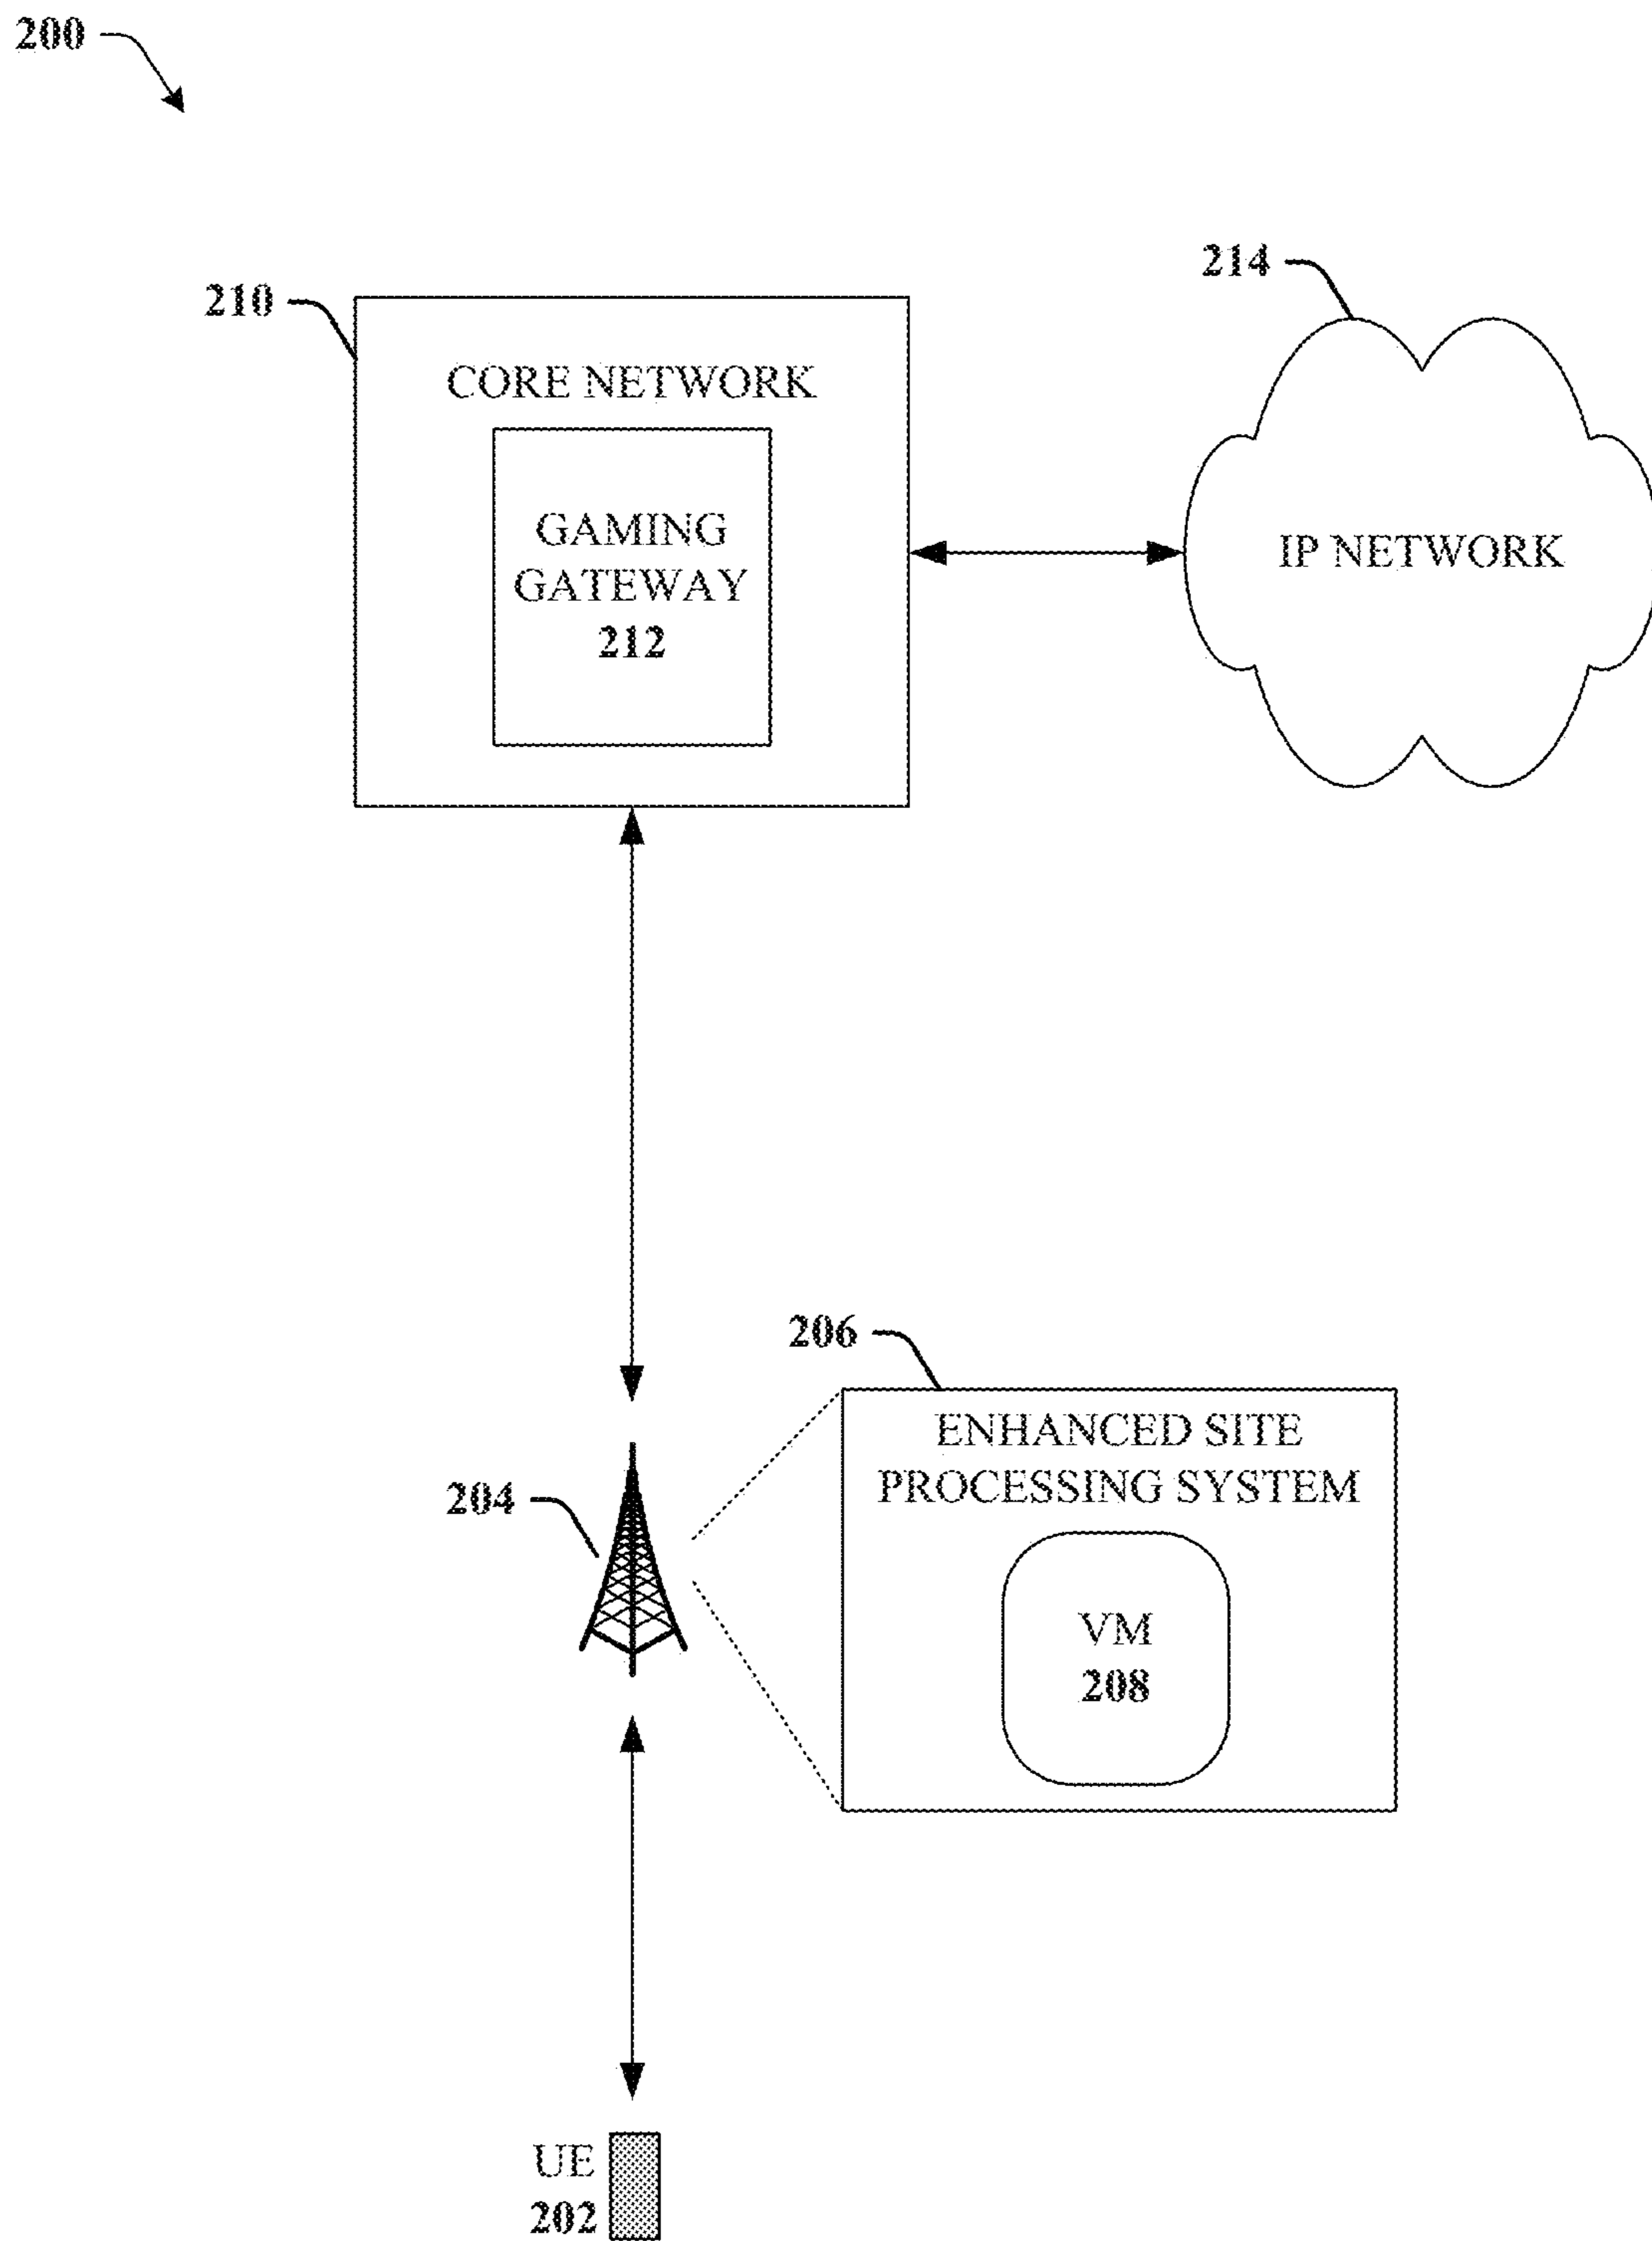 200
214
210
CORE NETWORK
GAMING
GATEWAY
212
IP NETWORK
206
ENHANCED SITE
PROCESSING SYSTEM
204
VM
208
UE
202